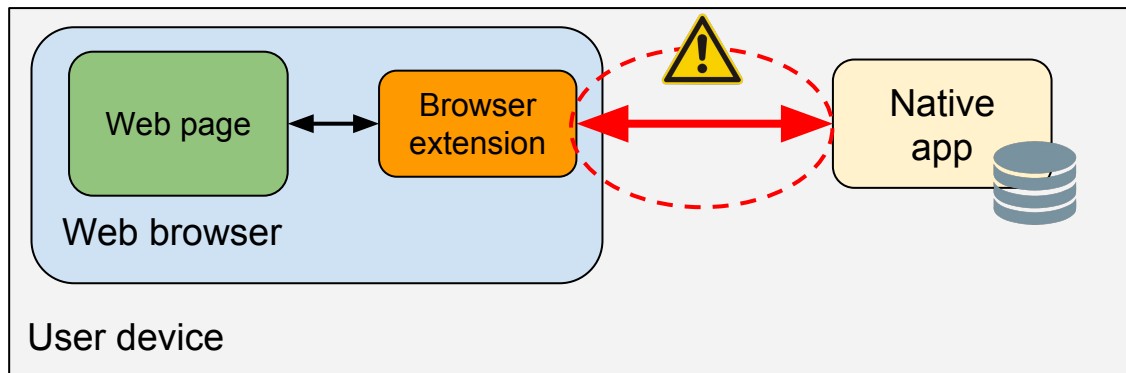 Web page
Browser
extension
Native
app
Web browser
User device